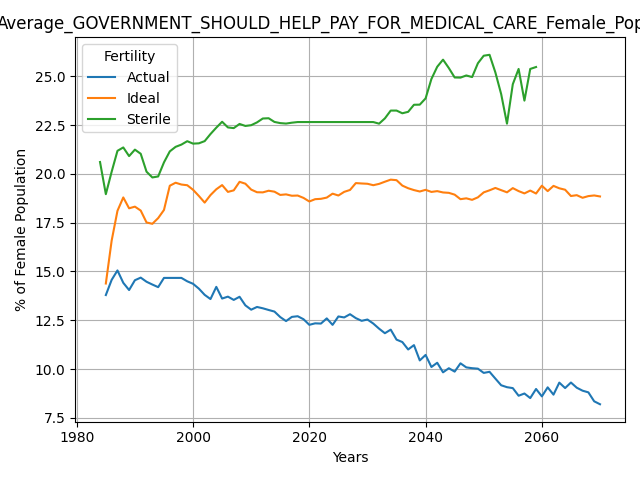 Average_GOVERNMENT_SHOULD_HELP_PAY_FOR_MEDICAL_CARE_Female_Pop
Fertility
Actual
Ideal
Sterile
% of Female Population
25.0
22.5
20.0
17.5
15.0
12.5
10.0
7.5
1980
2000
2020
2040
2060
Years